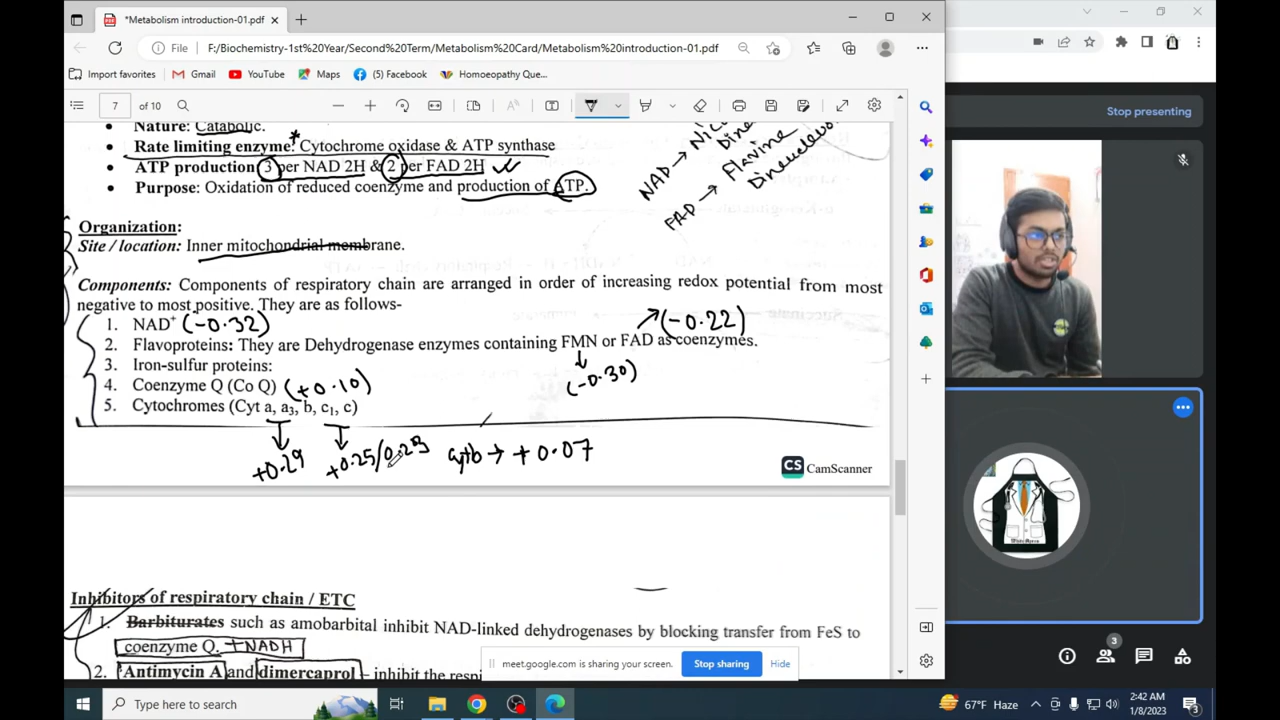 *Metabolism introduction-01.pdf
File F:/Biochemistry-1st%20Year/Second%20Term/Metabolism%20Card/Metabolism%20introduction-01.pdf
Import favorites Gmail YouTube Maps (5) Facebook Homoeopathy Que...
7 of 10
Stop presenting
• Nature: Catabolic.
• Rate limiting enzyme:* Cytochrome oxidase & ATP synthase
• ATP production 3 per NAD 2H & 2 per FAD 2H
• Purpose: Oxidation of reduced coenzyme and production of ATP.
NAD →
FAD → Flavine
Dinucleo
Organization:
Site / location: Inner mitochondrial membrane.
Components: Components of respiratory chain are arranged in order of increasing redox potential from most
negative to most positive. They are as follows-
1. NAD+ (-0.32) (-0.22)
2. Flavoproteins: They are Dehydrogenase enzymes containing FMN or FAD as coenzymes.
3. Iron-sulfur proteins: (-0.30)
4. Coenzyme Q (Co Q) (+0.10)
5. Cytochromes (Cyt a, a3, b, c1, c)
+0.29 +0.25/0.23 cytb → +0.07
CS CamScanner
Inhibitors of respiratory chain / ETC
1. Barbiturates such as amobarbital inhibit NAD-linked dehydrogenases by blocking transfer from FeS to
coenzyme Q. + NADH
2. Antimycin A and dimercaprol – inhibit the
meet.google.com is sharing your screen. Stop sharing Hide
3
Type here to search
67°F Haze
2:42 AM
1/8/2023
3